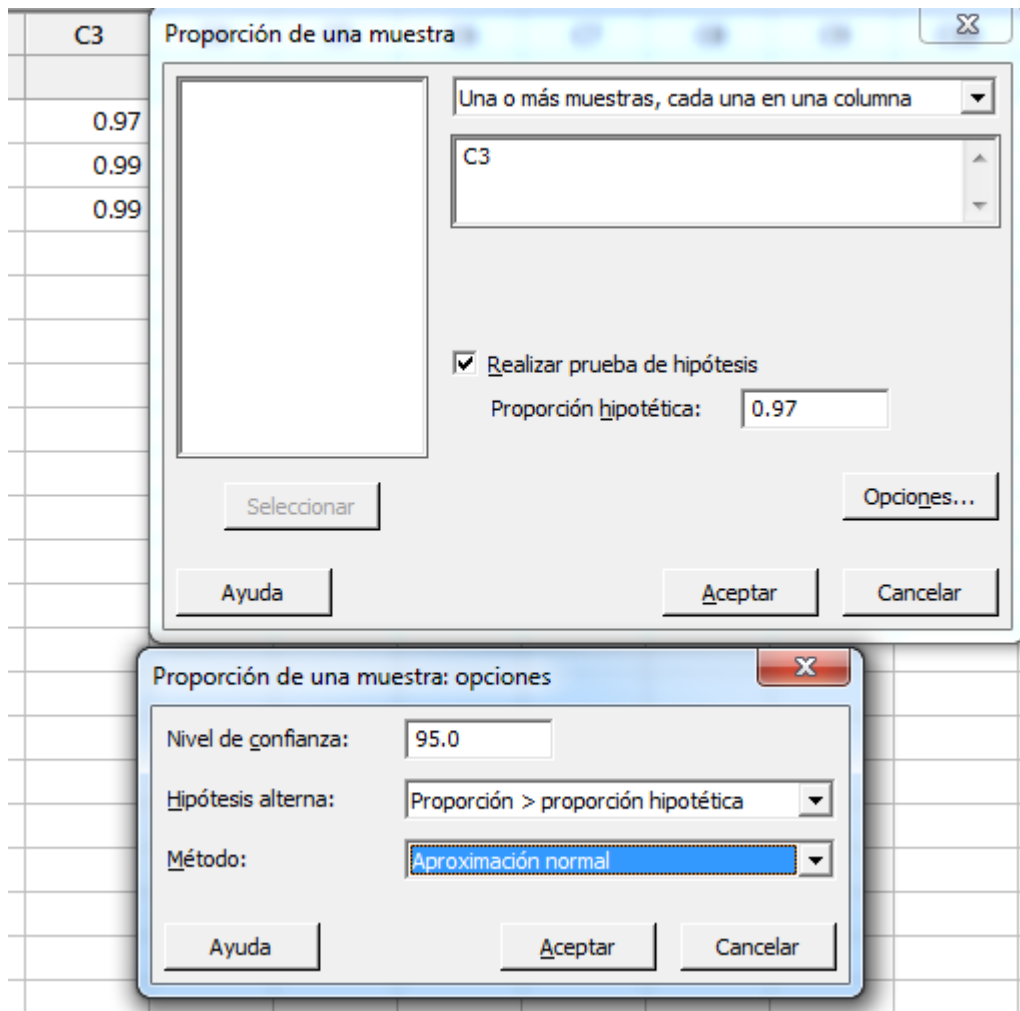 C3
0.97
0.99
0.99
Proporción de una muestra
Una o más muestras, cada una en una columna
C3
Realizar prueba de hipótesis
Proporción hipotética: 0.97
Seleccionar
Opciones...
Ayuda Aceptar Cancelar
Proporción de una muestra: opciones
Nivel de confianza: 95.0
Hipótesis alterna: Proporción > proporción hipotética
Método: Aproximación normal
Ayuda Aceptar Cancelar